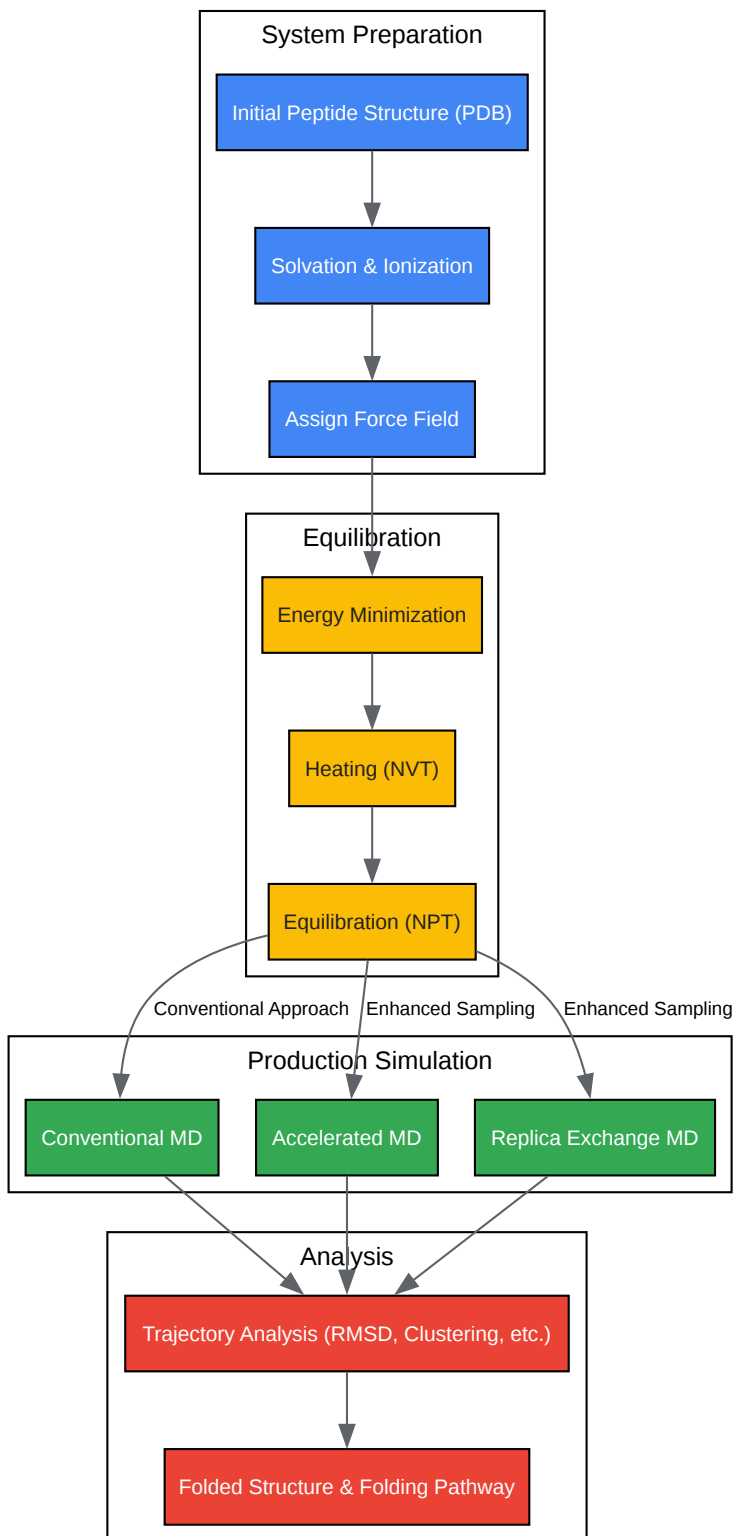 System Preparation
Initial Peptide Structure (PDB)
Solvation & Ionization
Assign Force Field
Equilibration
Energy Minimization
Heating (NVT)
Equilibration (NPT)
Conventional Approach
Enhanced Sampling
Enhanced Sampling
Production Simulation
Conventional MD
Accelerated MD
Replica Exchange MD
Analysis
Trajectory Analysis (RMSD, Clustering, etc.)
Folded Structure & Folding Pathway